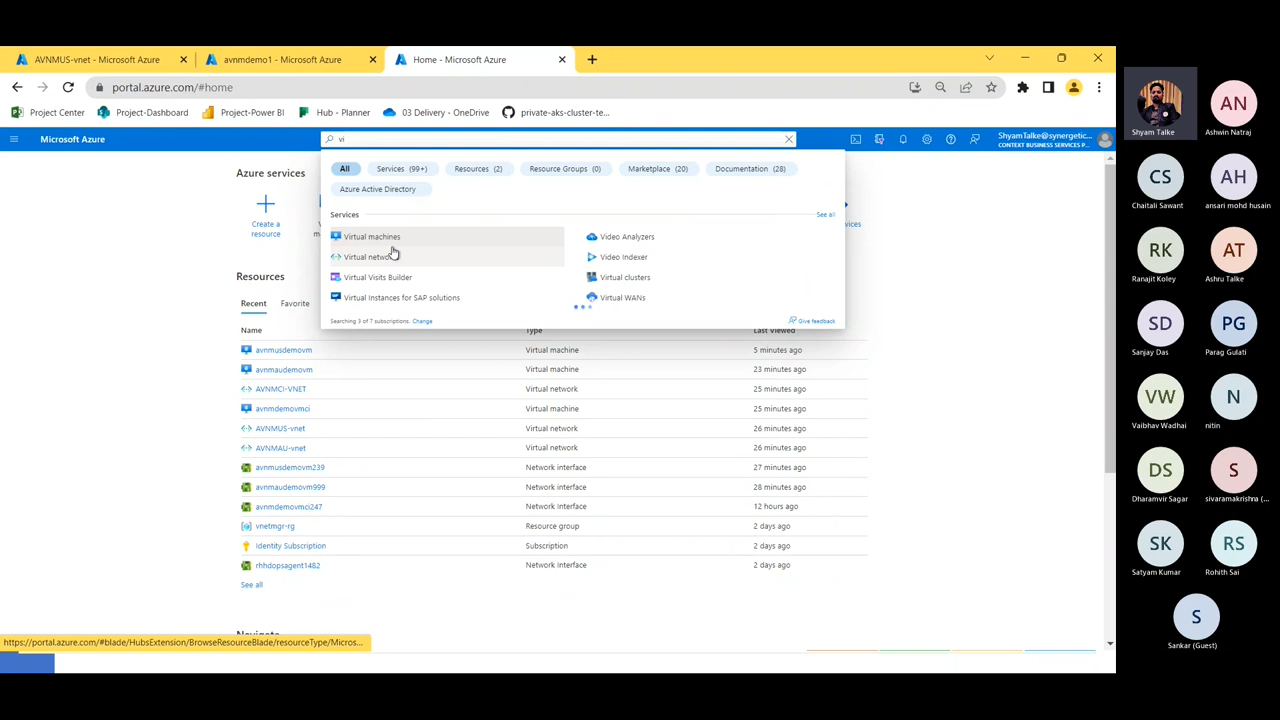 AVNMUS-vnet - Microsoft Azure
avnmdemo1 - Microsoft Azure
Home - Microsoft Azure
portal.azure.com/#home
Project Center
Project-Dashboard
Project-Power BI
Hub - Planner
03 Delivery - OneDrive
private-aks-cluster-te...
Microsoft Azure
vi
ShyamTalke@synergetic...
CONTEXT BUSINESS SERVICES P...
All
Services (99+)
Resources (2)
Resource Groups (0)
Marketplace (20)
Documentation (28)
Azure Active Directory
Services
See all
Virtual machines
Virtual networks
Virtual Visits Builder
Virtual Instances for SAP solutions
Video Analyzers
Video Indexer
Virtual clusters
Virtual WANs
Searching 3 of 7 subscriptions. Change
Give feedback
Azure services
Create a
resource
V
m
vices
Resources
Recent
Favorite
Name
Type
Last Viewed
avnmusdemovm
Virtual machine
5 minutes ago
avnmaudemovm
Virtual machine
23 minutes ago
AVNMCI-VNET
Virtual network
25 minutes ago
avnmdemovmci
Virtual machine
25 minutes ago
AVNMUS-vnet
Virtual network
26 minutes ago
AVNMAU-vnet
Virtual network
26 minutes ago
avnmusdemovm239
Network interface
27 minutes ago
avnmaudemovm999
Network interface
28 minutes ago
avnmdemovmci247
Network interface
12 hours ago
vnetmgr-rg
Resource group
2 days ago
Identity Subscription
Subscription
2 days ago
rhhdopsagent1482
Network interface
2 days ago
See all
Navigate
https://portal.azure.com/#blade/HubsExtension/BrowseResourceBlade/resourceType/Micros...
Shyam Talke
AN
Ashwin Natraj
CS
Chaitali Sawant
AH
ansari mohd husain
RK
Ranajit Koley
AT
Ashru Talke
SD
Sanjay Das
PG
Parag Gulati
VW
Vaibhav Wadhai
N
nitin
DS
Dharamvir Sagar
S
sivaramakrishna (...
SK
Satyam Kumar
RS
Rohith Sai
S
Sankar (Guest)